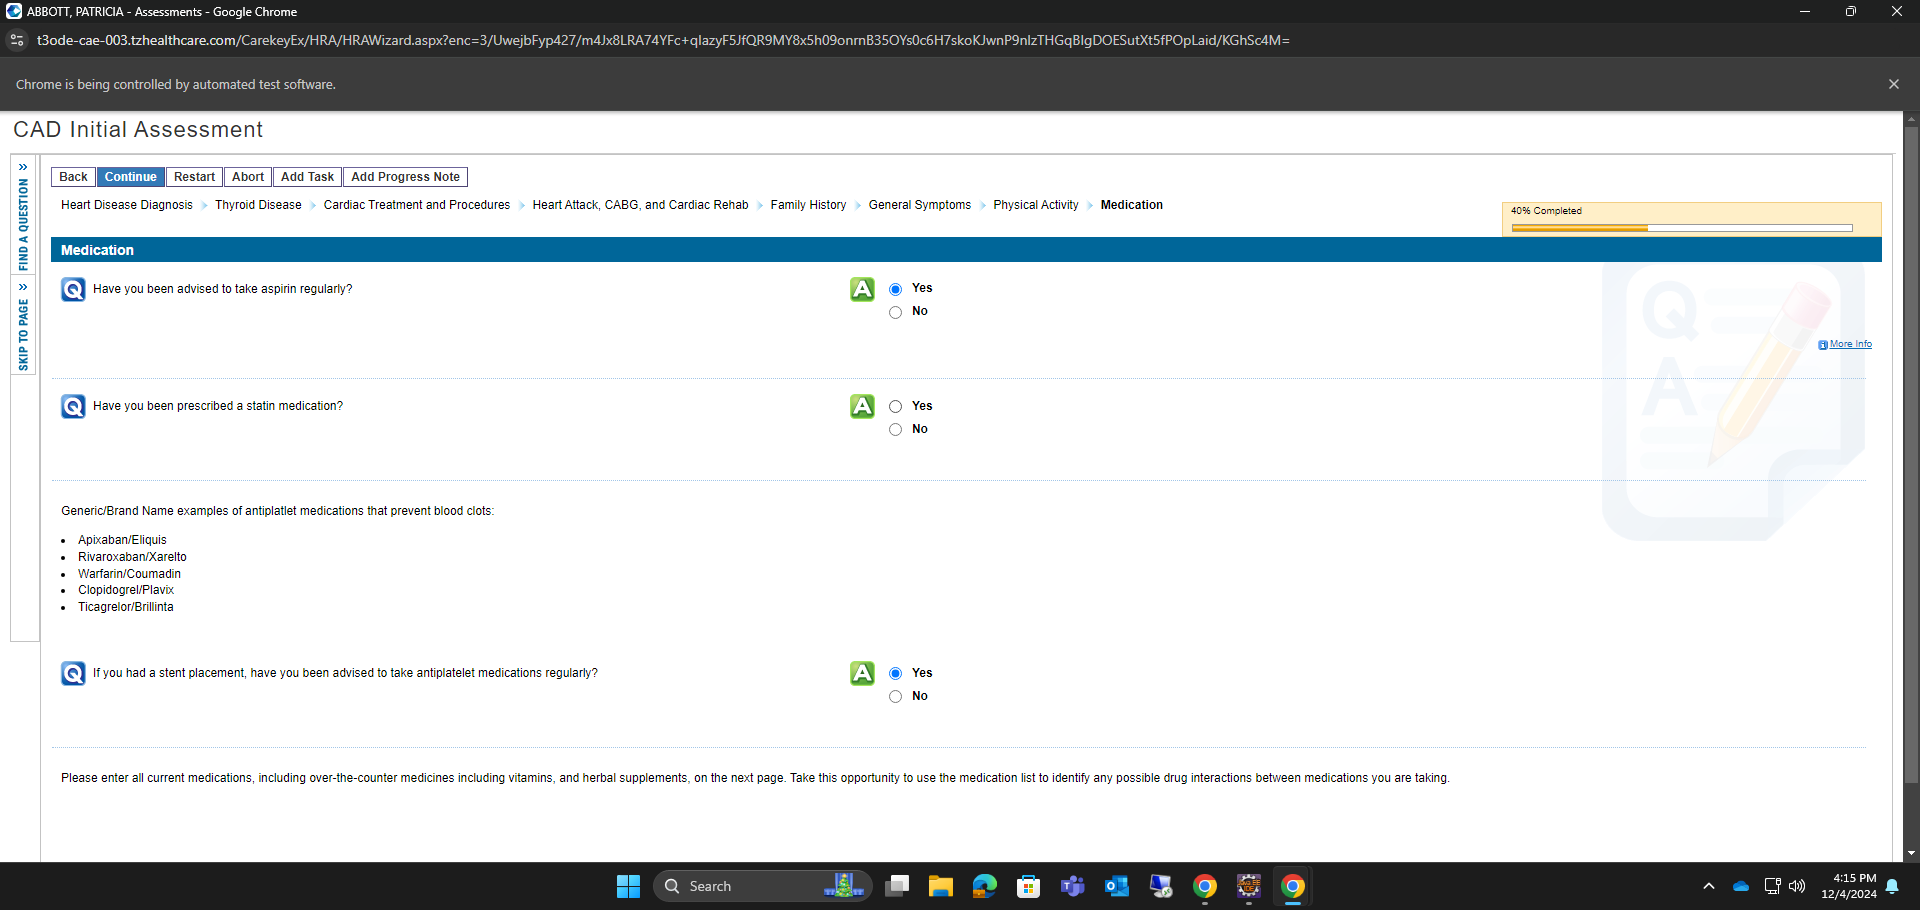 ABBOTT, PATRICIA - Assessments - Google Chrome
t3ode-cae-003.tzhealthcare.com/CarekeyEx/HRA/HRAWizard.aspx?enc=3/UwejbFyp427/m4Jx8LRA74YFc+qIazyF5JfQR9MY8x5h09onrnB35OYs0c6H7skoKJwnP9nIzTHGqBIgDOESutXt5fPOpLaid/KGhSc4M=
Chrome is being controlled by automated test software.
CAD Initial Assessment
» FIND A QUESTION
» SKIP TO PAGE
Back Continue Restart Abort Add Task Add Progress Note
Heart Disease Diagnosis Thyroid Disease Cardiac Treatment and Procedures Heart Attack, CABG, and Cardiac Rehab Family History General Symptoms Physical Activity Medication
40% Completed
Medication
Q Have you been advised to take aspirin regularly? A Yes
No
More Info
Q Have you been prescribed a statin medication? A Yes
No
Generic/Brand Name examples of antiplatlet medications that prevent blood clots:
• Apixaban/Eliquis
• Rivaroxaban/Xarelto
• Warfarin/Coumadin
• Clopidogrel/Plavix
• Ticagrelor/Brillinta
Q If you had a stent placement, have you been advised to take antiplatelet medications regularly? A Yes
No
Please enter all current medications, including over-the-counter medicines including vitamins, and herbal supplements, on the next page. Take this opportunity to use the medication list to identify any possible drug interactions between medications you are taking.
Q
A
Search
4:15 PM
12/4/2024